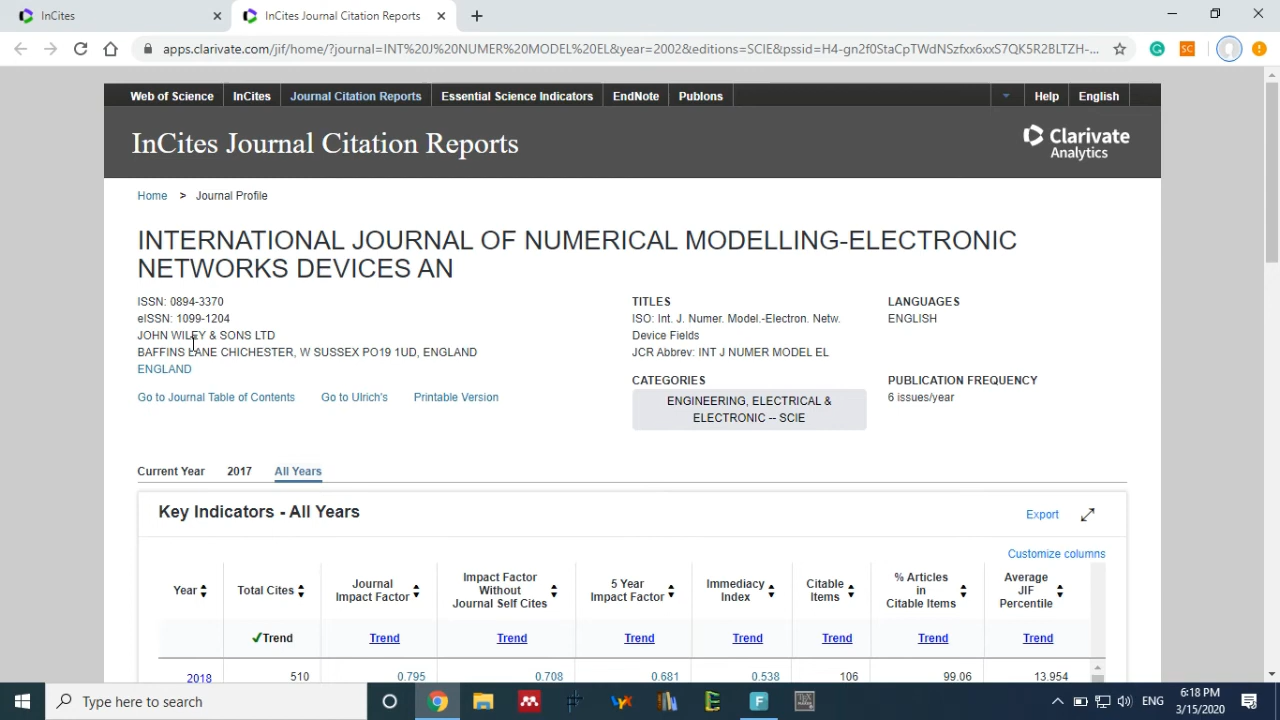 InCites
InCites Journal Citation Reports
apps.clarivate.com/jif/home/?journal=INT%20J%20NUMER%20MODEL%20EL&year=2002&editions=SCIE&pssid=H4-gn2f0StaCpTWdNSzfxx6xxS7QK5R2BLTZH-...
SC
Web of Science InCites Journal Citation Reports Essential Science Indicators EndNote Publons Help English
InCites Journal Citation Reports
Clarivate
Analytics
Home > Journal Profile
INTERNATIONAL JOURNAL OF NUMERICAL MODELLING-ELECTRONIC
NETWORKS DEVICES AN
ISSN: 0894-3370
eISSN: 1099-1204
JOHN WILEY & SONS LTD
BAFFINS LANE CHICHESTER, W SUSSEX PO19 1UD, ENGLAND
ENGLAND
Go to Journal Table of Contents Go to Ulrich's Printable Version
TITLES
ISO: Int. J. Numer. Model.-Electron. Netw.
Device Fields
JCR Abbrev: INT J NUMER MODEL EL
CATEGORIES
ENGINEERING, ELECTRICAL &
ELECTRONIC -- SCIE
LANGUAGES
ENGLISH
PUBLICATION FREQUENCY
6 issues/year
Current Year 2017 All Years
Key Indicators - All Years
Export
Customize columns
Year
Total Cites
Journal
Impact Factor
Impact Factor
Without
Journal Self Cites
5 Year
Impact Factor
Immediacy
Index
Citable
Items
% Articles
in
Citable Items
Average
JIF
Percentile
Trend Trend Trend Trend Trend Trend Trend Trend
2018 510 0.795 0.708 0.681 0.538 106 99.06 13.954
Type here to search
ENG
6:18 PM
3/15/2020